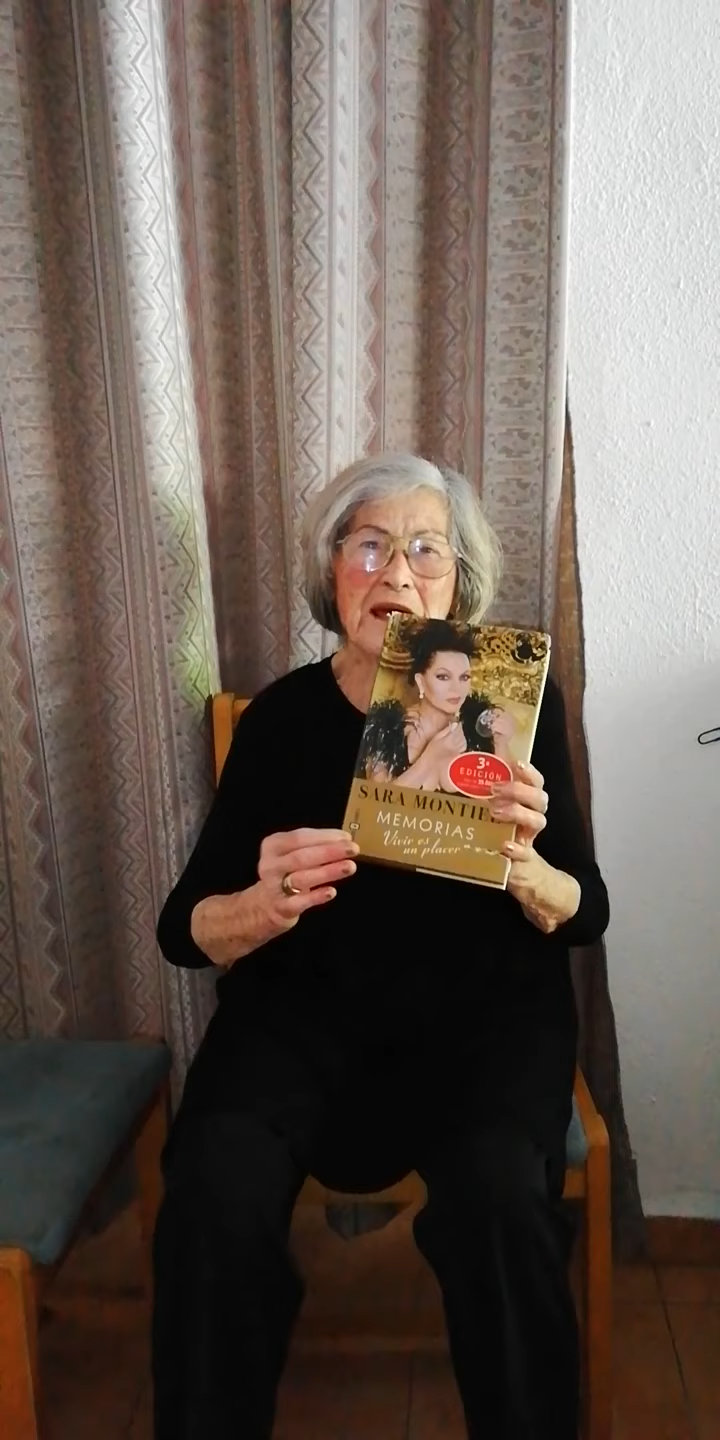 3ª
EDICIÓN
SARA MONTIE
MEMORIAS
Vivir es
un placer